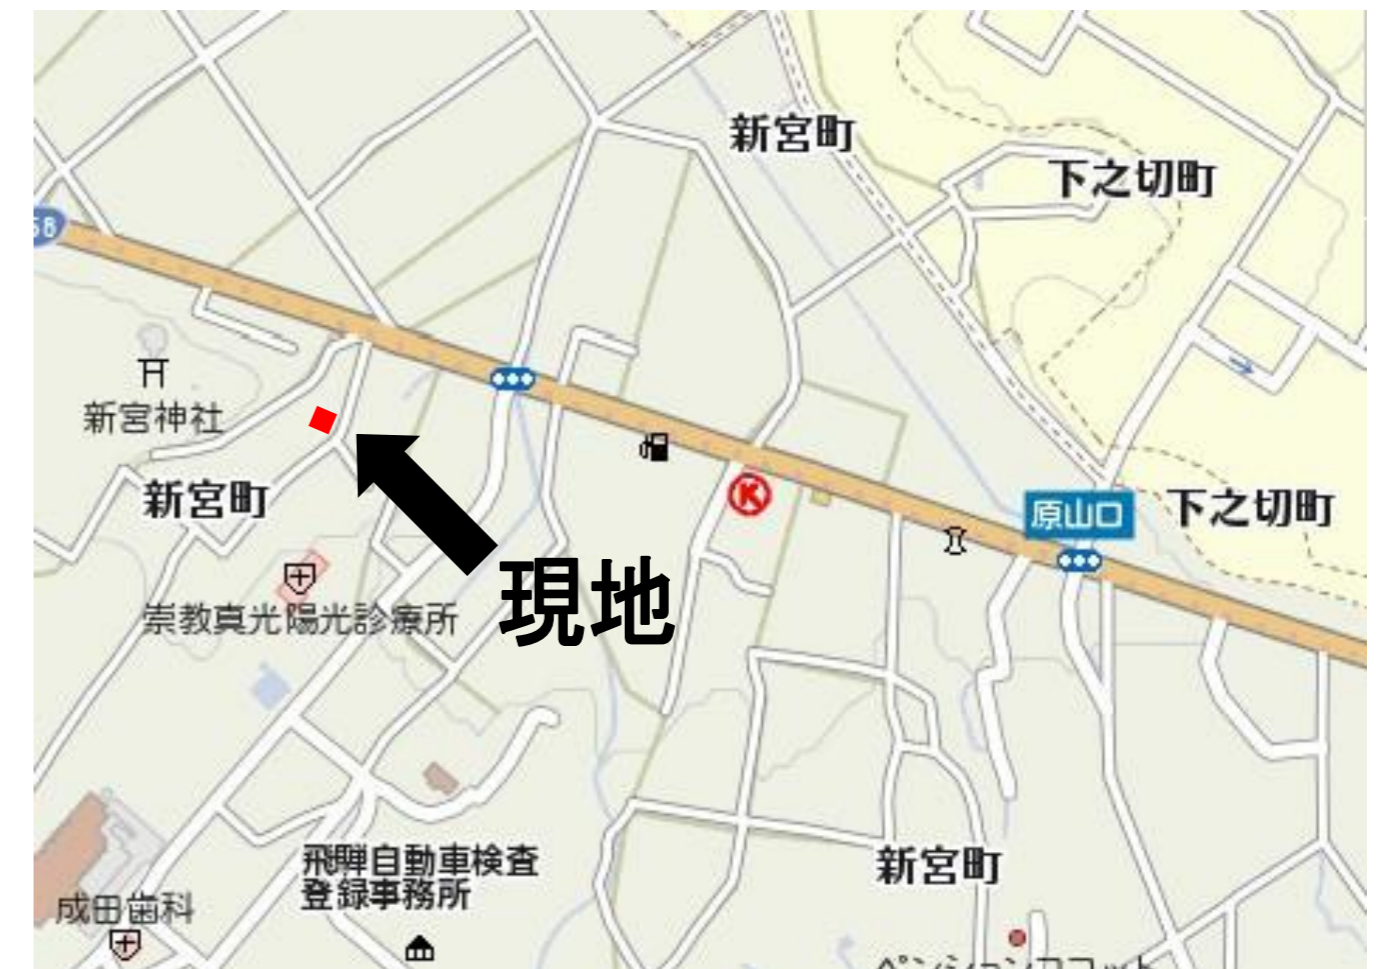 新宮町
下之切町
58
新宮神社
新宮町
原山口
下之切町
現地
崇教真光陽光診療所
飛騨自動車検査
登録事務所
新宮町
成田歯科
K